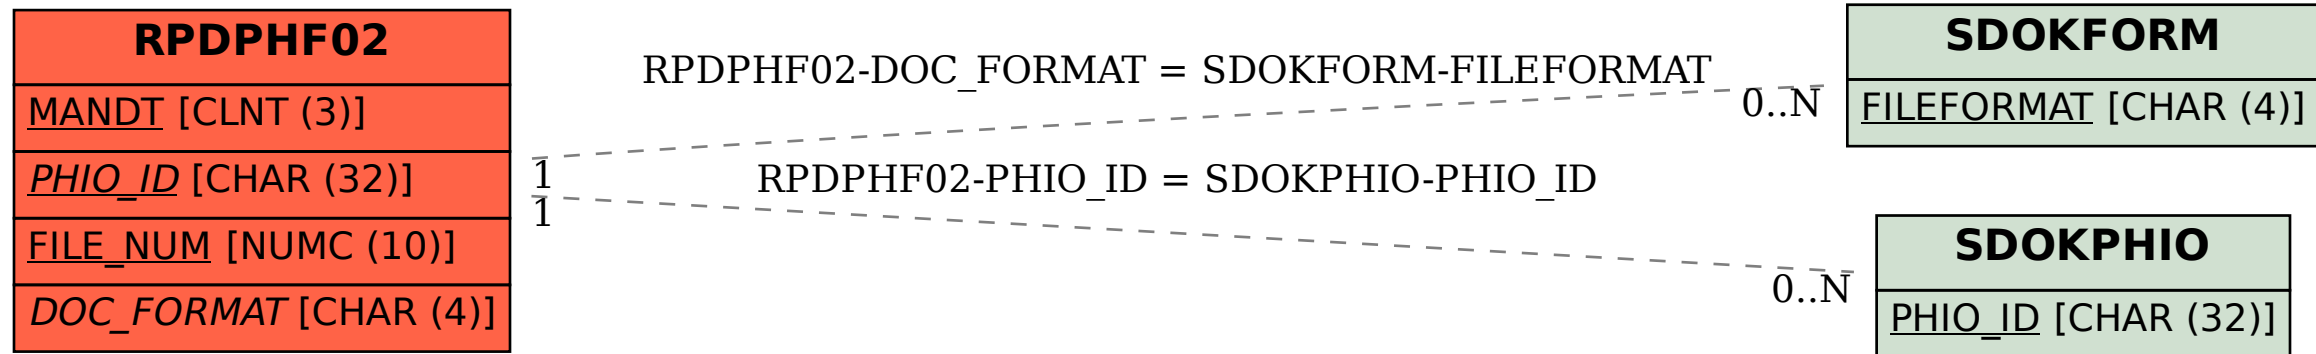 RPDPHF02
MANDT [CLNT (3)]
PHIO_ID [CHAR (32)]
FILE_NUM [NUMC (10)]
DOC_FORMAT [CHAR (4)]
RPDPHF02-DOC_FORMAT = SDOKFORM-FILEFORMAT
0..N
1
RPDPHF02-PHIO_ID = SDOKPHIO-PHIO_ID
1
0..N
SDOKFORM
FILEFORMAT [CHAR (4)]
SDOKPHIO
PHIO_ID [CHAR (32)]